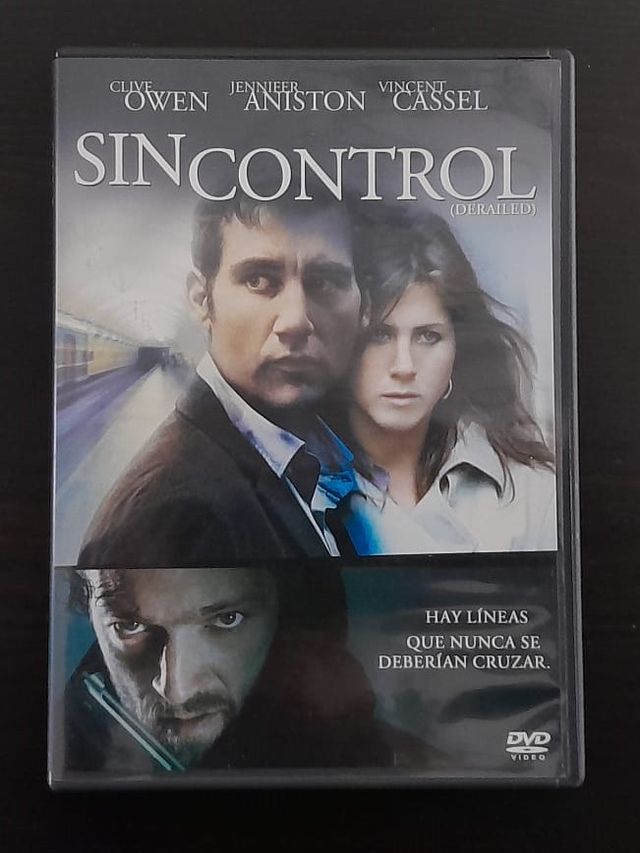 CLIVE JENNIFER VINCENT
OWEN ANISTON CASSEL
SIN CONTROL
(DERAILED)
HAY LÍNEAS
QUE NUNCA SE
DEBERÍAN CRUZAR.
DVD
VIDEO